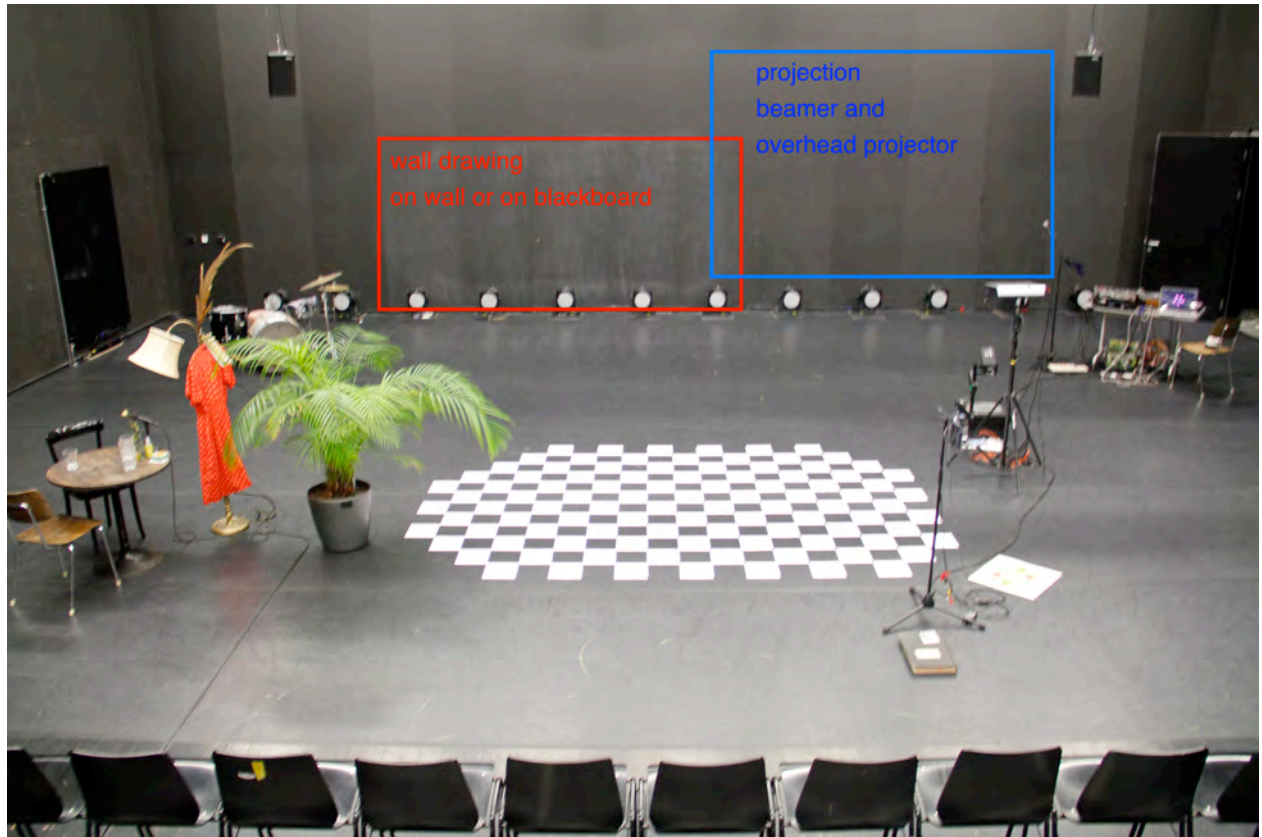 wall drawing
on wall or on blackboard
projection
beamer and
overhead projector